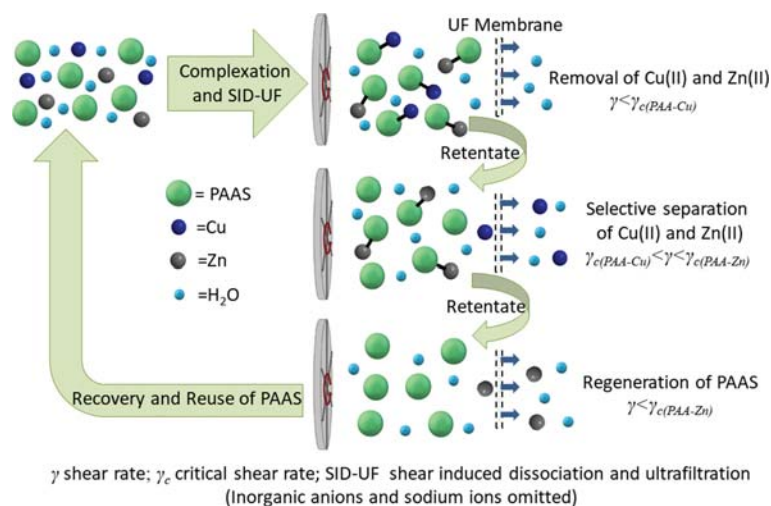 UF Membrane
Complexation
and SID-UF
Removal of Cu(II) and Zn(II)
γ<γc(PAA-Cu)
Retentate
= PAAS
=Cu
=Zn
=H₂O
Selective separation
of Cu(II) and Zn(II)
γc(PAA-Cu)<γ<γc(PAA-Zn)
Retentate
Recovery and Reuse of PAAS
Regeneration of PAAS
γ<γc(PAA-Zn)
γ shear rate; γc critical shear rate; SID-UF shear induced dissociation and ultrafiltration
(Inorganic anions and sodium ions omitted)